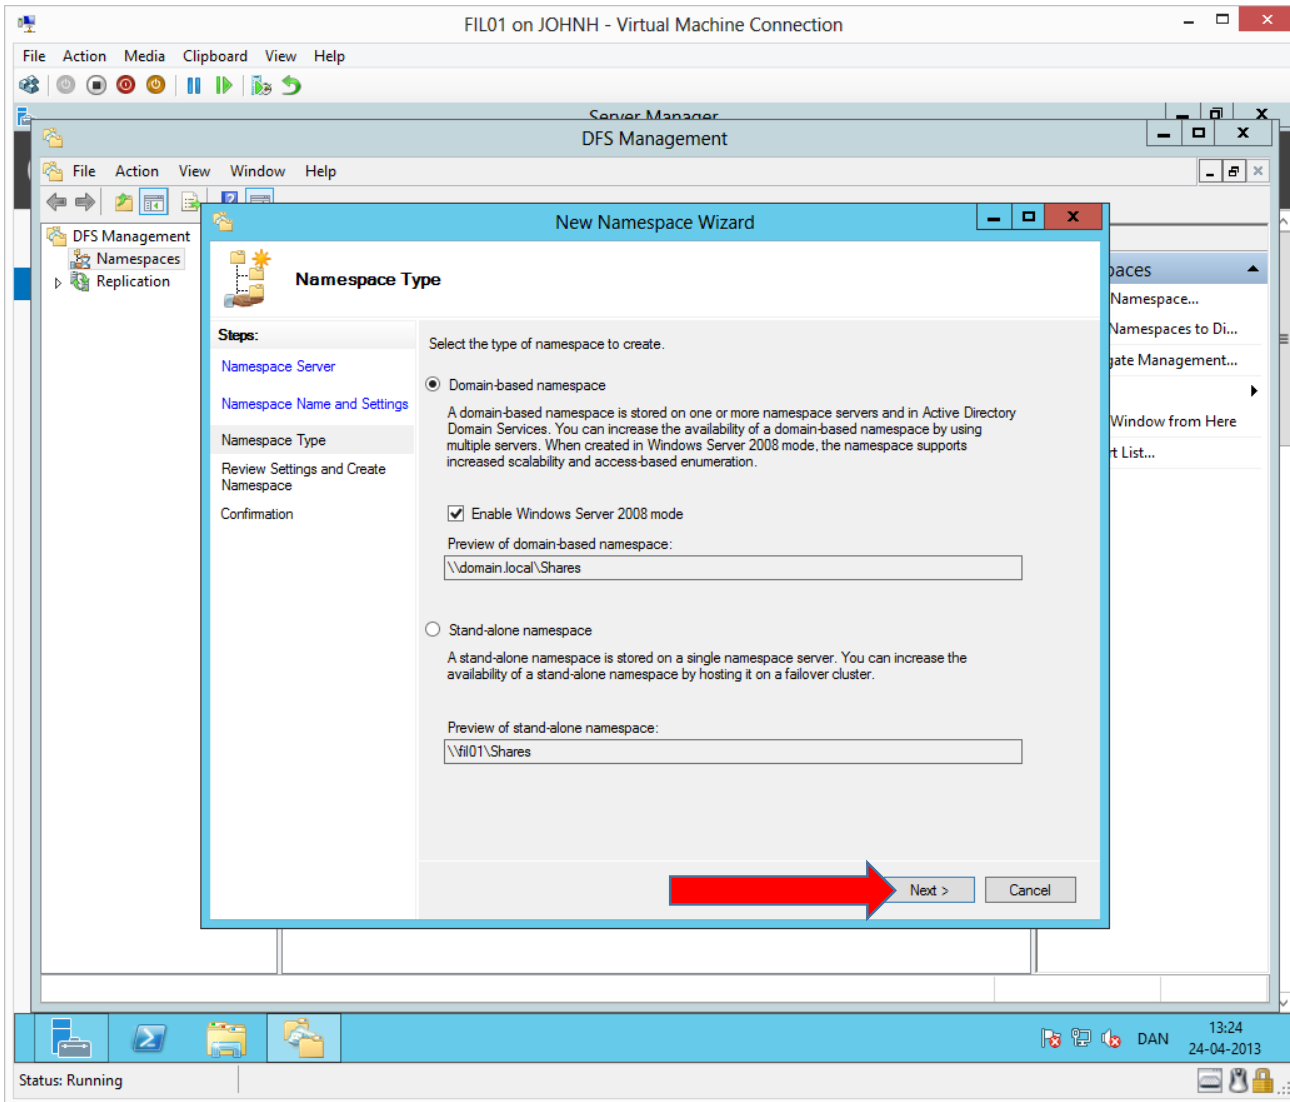 FIL01 on JOHNH - Virtual Machine Connection
File Action Media Clipboard View Help
Server Manager
DFS Management
File Action View Window Help
DFS Management
Namespaces
Replication
New Namespace Wizard
Namespace Type
Steps:
Namespace Server
Namespace Name and Settings
Namespace Type
Review Settings and Create
Namespace
Confirmation
Select the type of namespace to create.
Domain-based namespace
A domain-based namespace is stored on one or more namespace servers and in Active Directory
Domain Services. You can increase the availability of a domain-based namespace by using
multiple servers. When created in Windows Server 2008 mode, the namespace supports
increased scalability and access-based enumeration.
Enable Windows Server 2008 mode
Preview of domain-based namespace:
\\domain.local\Shares
Stand-alone namespace
A stand-alone namespace is stored on a single namespace server. You can increase the
availability of a stand-alone namespace by hosting it on a failover cluster.
Preview of stand-alone namespace:
\\fil01\Shares
Next >
Cancel
paces
Namespace...
Namespaces to Di...
gate Management...
Window from Here
rt List...
DAN
13:24
24-04-2013
Status: Running